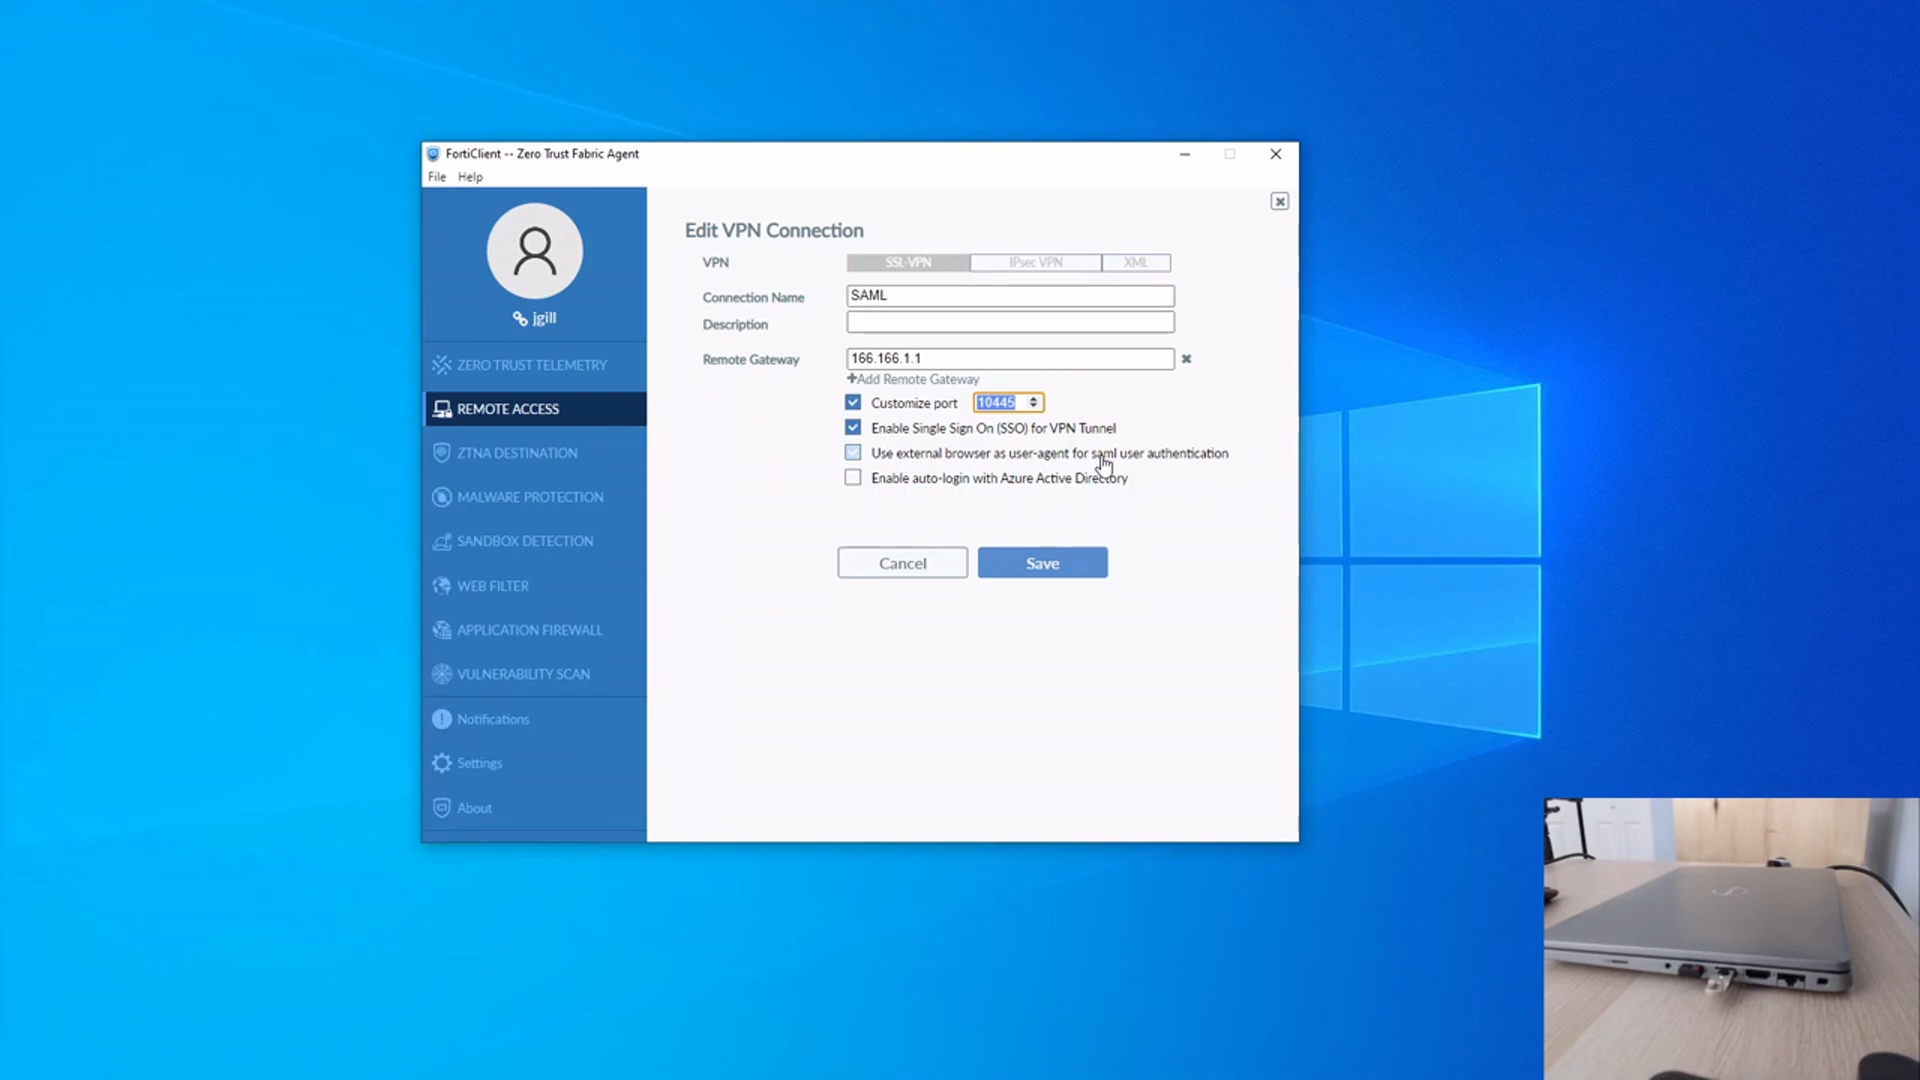 FortiClient -- Zero Trust Fabric Agent
File Help
jgill
ZERO TRUST TELEMETRY
REMOTE ACCESS
ZTNA DESTINATION
MALWARE PROTECTION
SANDBOX DETECTION
WEB FILTER
APPLICATION FIREWALL
VULNERABILITY SCAN
Notifications
Settings
About
Edit VPN Connection
VPN SSL-VPN IPsec VPN XML
Connection Name SAML
Description
Remote Gateway 166.166.1.1
+Add Remote Gateway
Customize port 10445
Enable Single Sign On (SSO) for VPN Tunnel
Use external browser as user-agent for saml user authentication
Enable auto-login with Azure Active Directory
Cancel Save